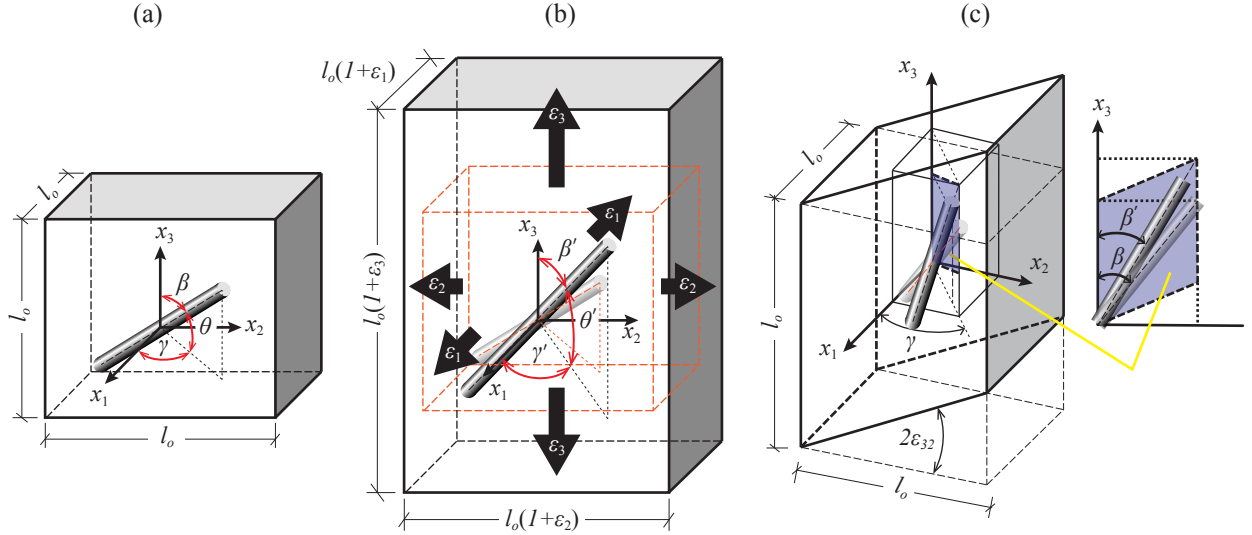 (a)
l_o
l_o
x_3
β
θ
x_2
γ
x_1
l_o
(b)
l_o(1+ε_1)
ε_3
ε_1
x_3
β′
ε_2
ε_2
l_o(1+ε_3)
θ′
x_2
ε_1
γ′
x_1
ε_3
l_o(1+ε_2)
(c)
x_3
l_o
x_2
l_o
x_1
γ
2ε_32
l_o
x_3
β′
β